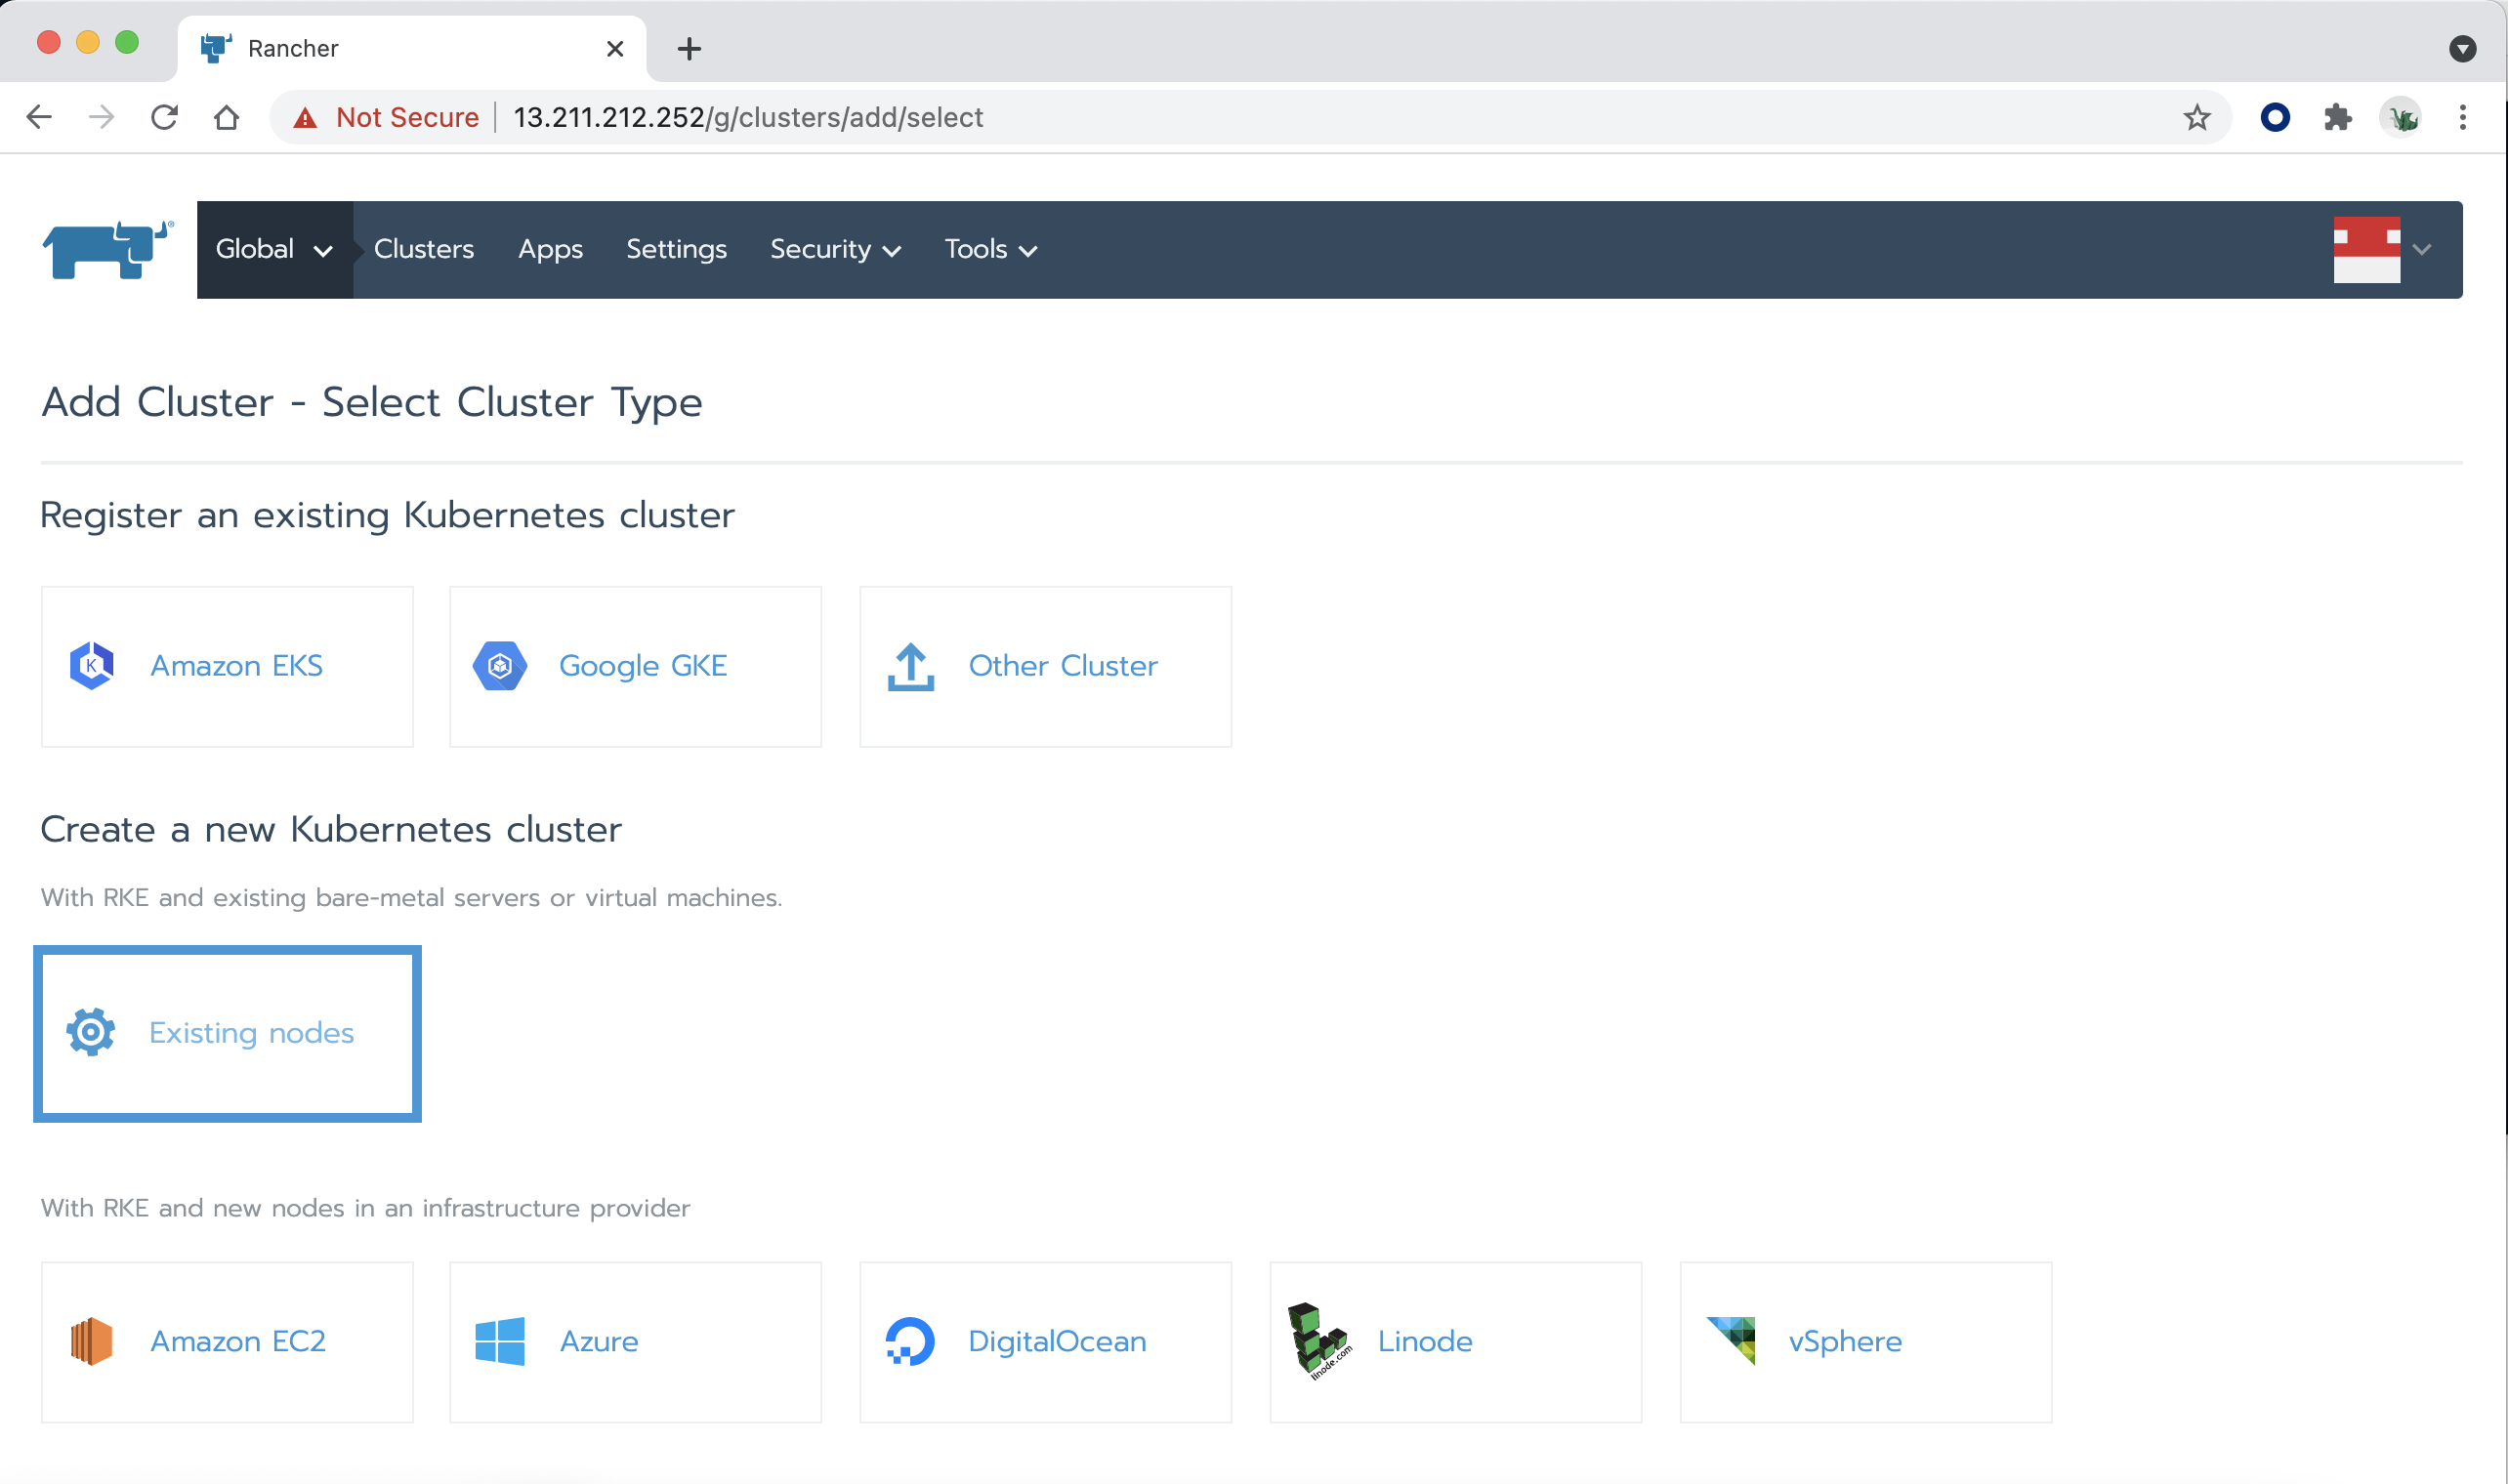 Rancher
Not Secure 13.211.212.252/g/clusters/add/select
Global Clusters Apps Settings Security Tools
Add Cluster - Select Cluster Type
Register an existing Kubernetes cluster
K Amazon EKS Google GKE Other Cluster
Create a new Kubernetes cluster
With RKE and existing bare-metal servers or virtual machines.
Existing nodes
With RKE and new nodes in an infrastructure provider
Amazon EC2 Azure DigitalOcean linode.com Linode vSphere